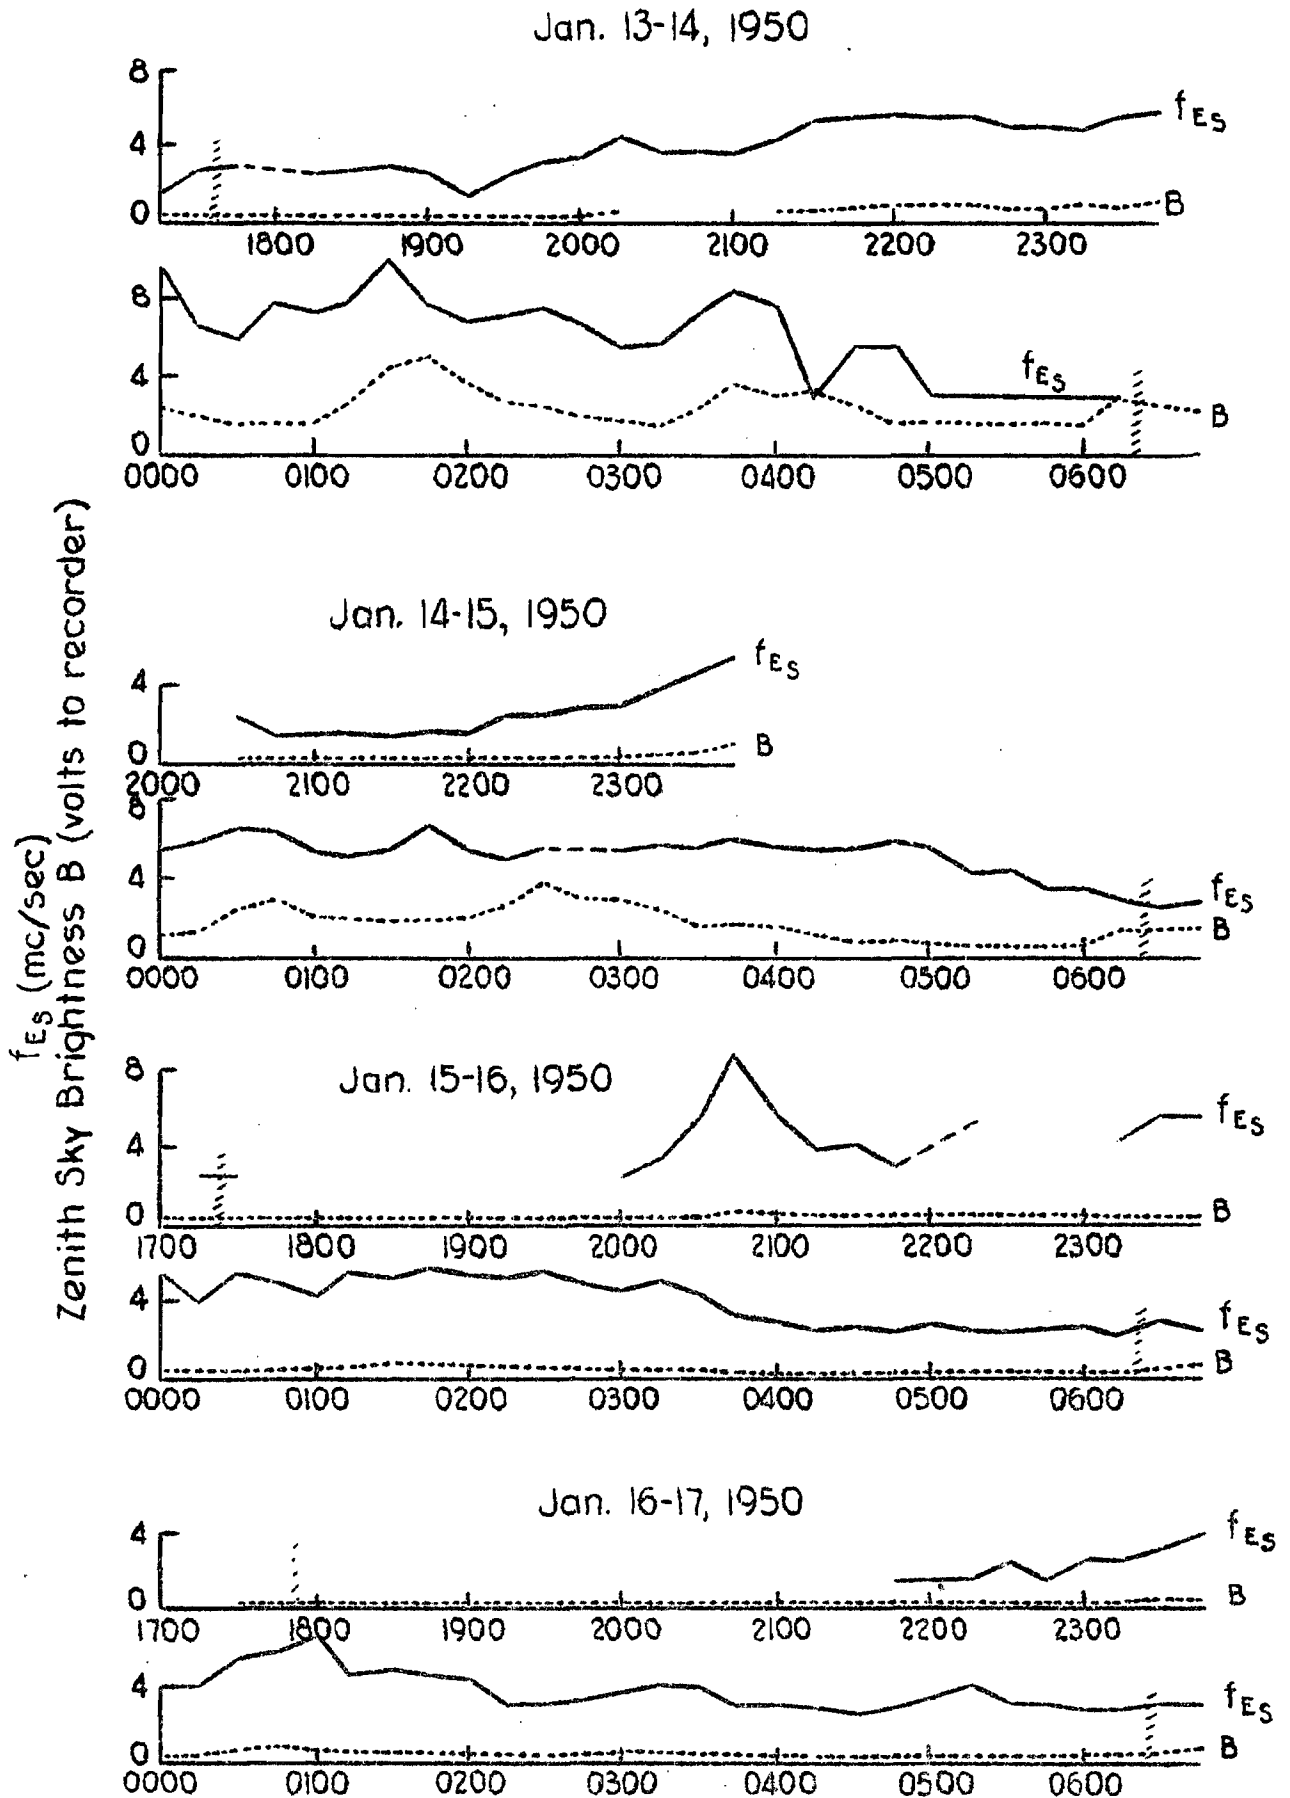 Jan. 13-14, 1950
8
4
0
fEs
B
1800 1900 2000 2100 2200 2300
8
4
0
fEs
B
0000 0100 0200 0300 0400 0500 0600
fEs (mc/sec)
Zenith Sky Brightness B (volts to recorder)
Jan. 14-15, 1950
4
0
fEs
B
2000 2100 2200 2300
8
4
0
fEs
B
0000 0100 0200 0300 0400 0500 0600
Jan. 15-16, 1950
8
4
0
fEs
B
1700 1800 1900 2000 2100 2200 2300
4
0
fEs
B
0000 0100 0200 0300 0400 0500 0600
Jan. 16-17, 1950
4
0
fEs
B
1700 1800 1900 2000 2100 2200 2300
4
0
fEs
B
0000 0100 0200 0300 0400 0500 0600